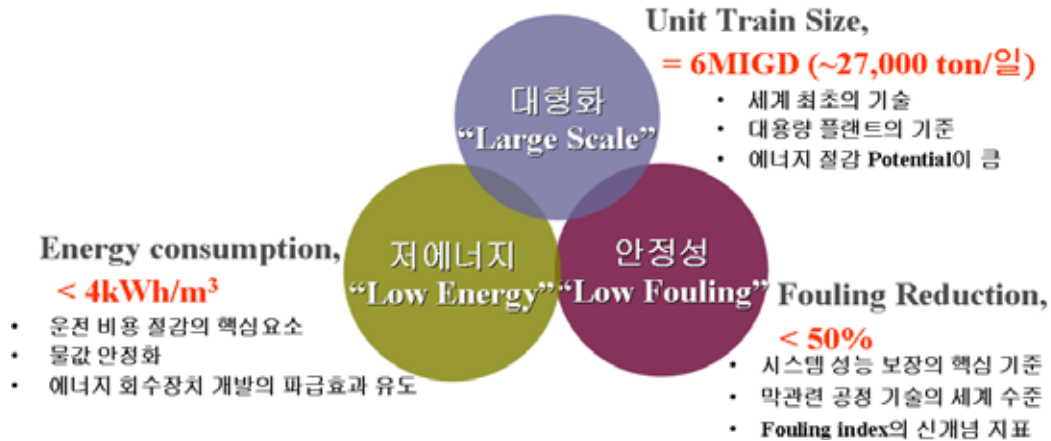 Unit Train Size,
= 6MIGD (~27,000 ton/일)
• 세계 최초의 기술
• 대용량 플랜트의 기준
• 에너지 절감 Potential이 큼
대형화
“Large Scale”
저에너지
“Low Energy”
안정성
“Low Fouling”
Energy consumption,
< 4kWh/m³
• 운전 비용 절감의 핵심요소
• 물값 안정화
• 에너지 회수장치 개발의 파급효과 유도
Fouling Reduction,
< 50%
• 시스템 성능 보장의 핵심 기준
• 막관련 공정 기술의 세계 수준
• Fouling index의 신개념 지표